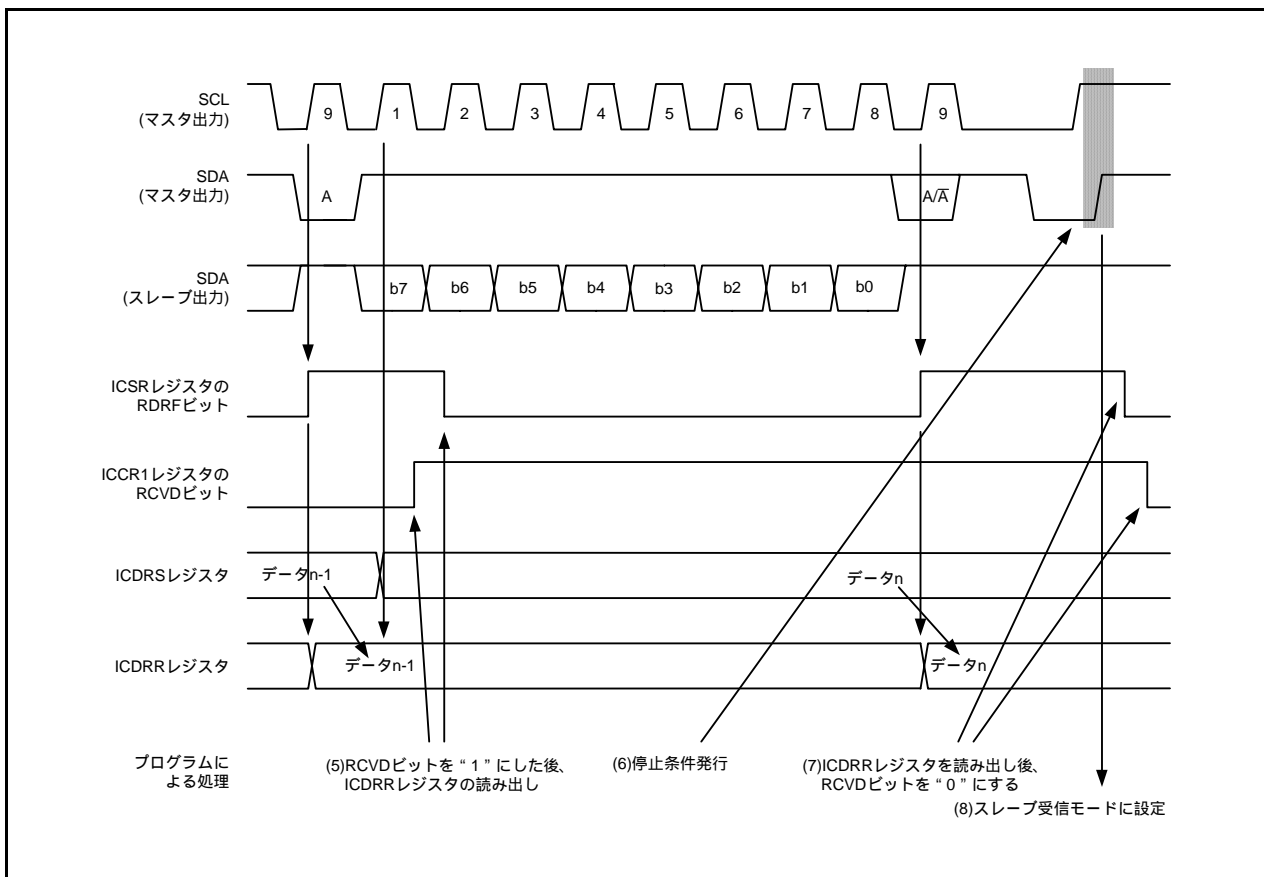 SCL
(マスタ出力)
9 1 2 3 4 5 6 7 8 9
SDA
(マスタ出力)
A A/A̅
SDA
(スレーブ出力)
b7 b6 b5 b4 b3 b2 b1 b0
ICSRレジスタの
RDRFビット
ICCR1レジスタの
RCVDビット
ICDRSレジスタ
データn-1 データn
ICDRRレジスタ
データn-1 データn
プログラムに
よる処理
(5)RCVDビットを“1”にした後、
ICDRRレジスタの読み出し
(6)停止条件発行
(7)ICDRRレジスタを読み出し後、
RCVDビットを“0”にする
(8)スレーブ受信モードに設定